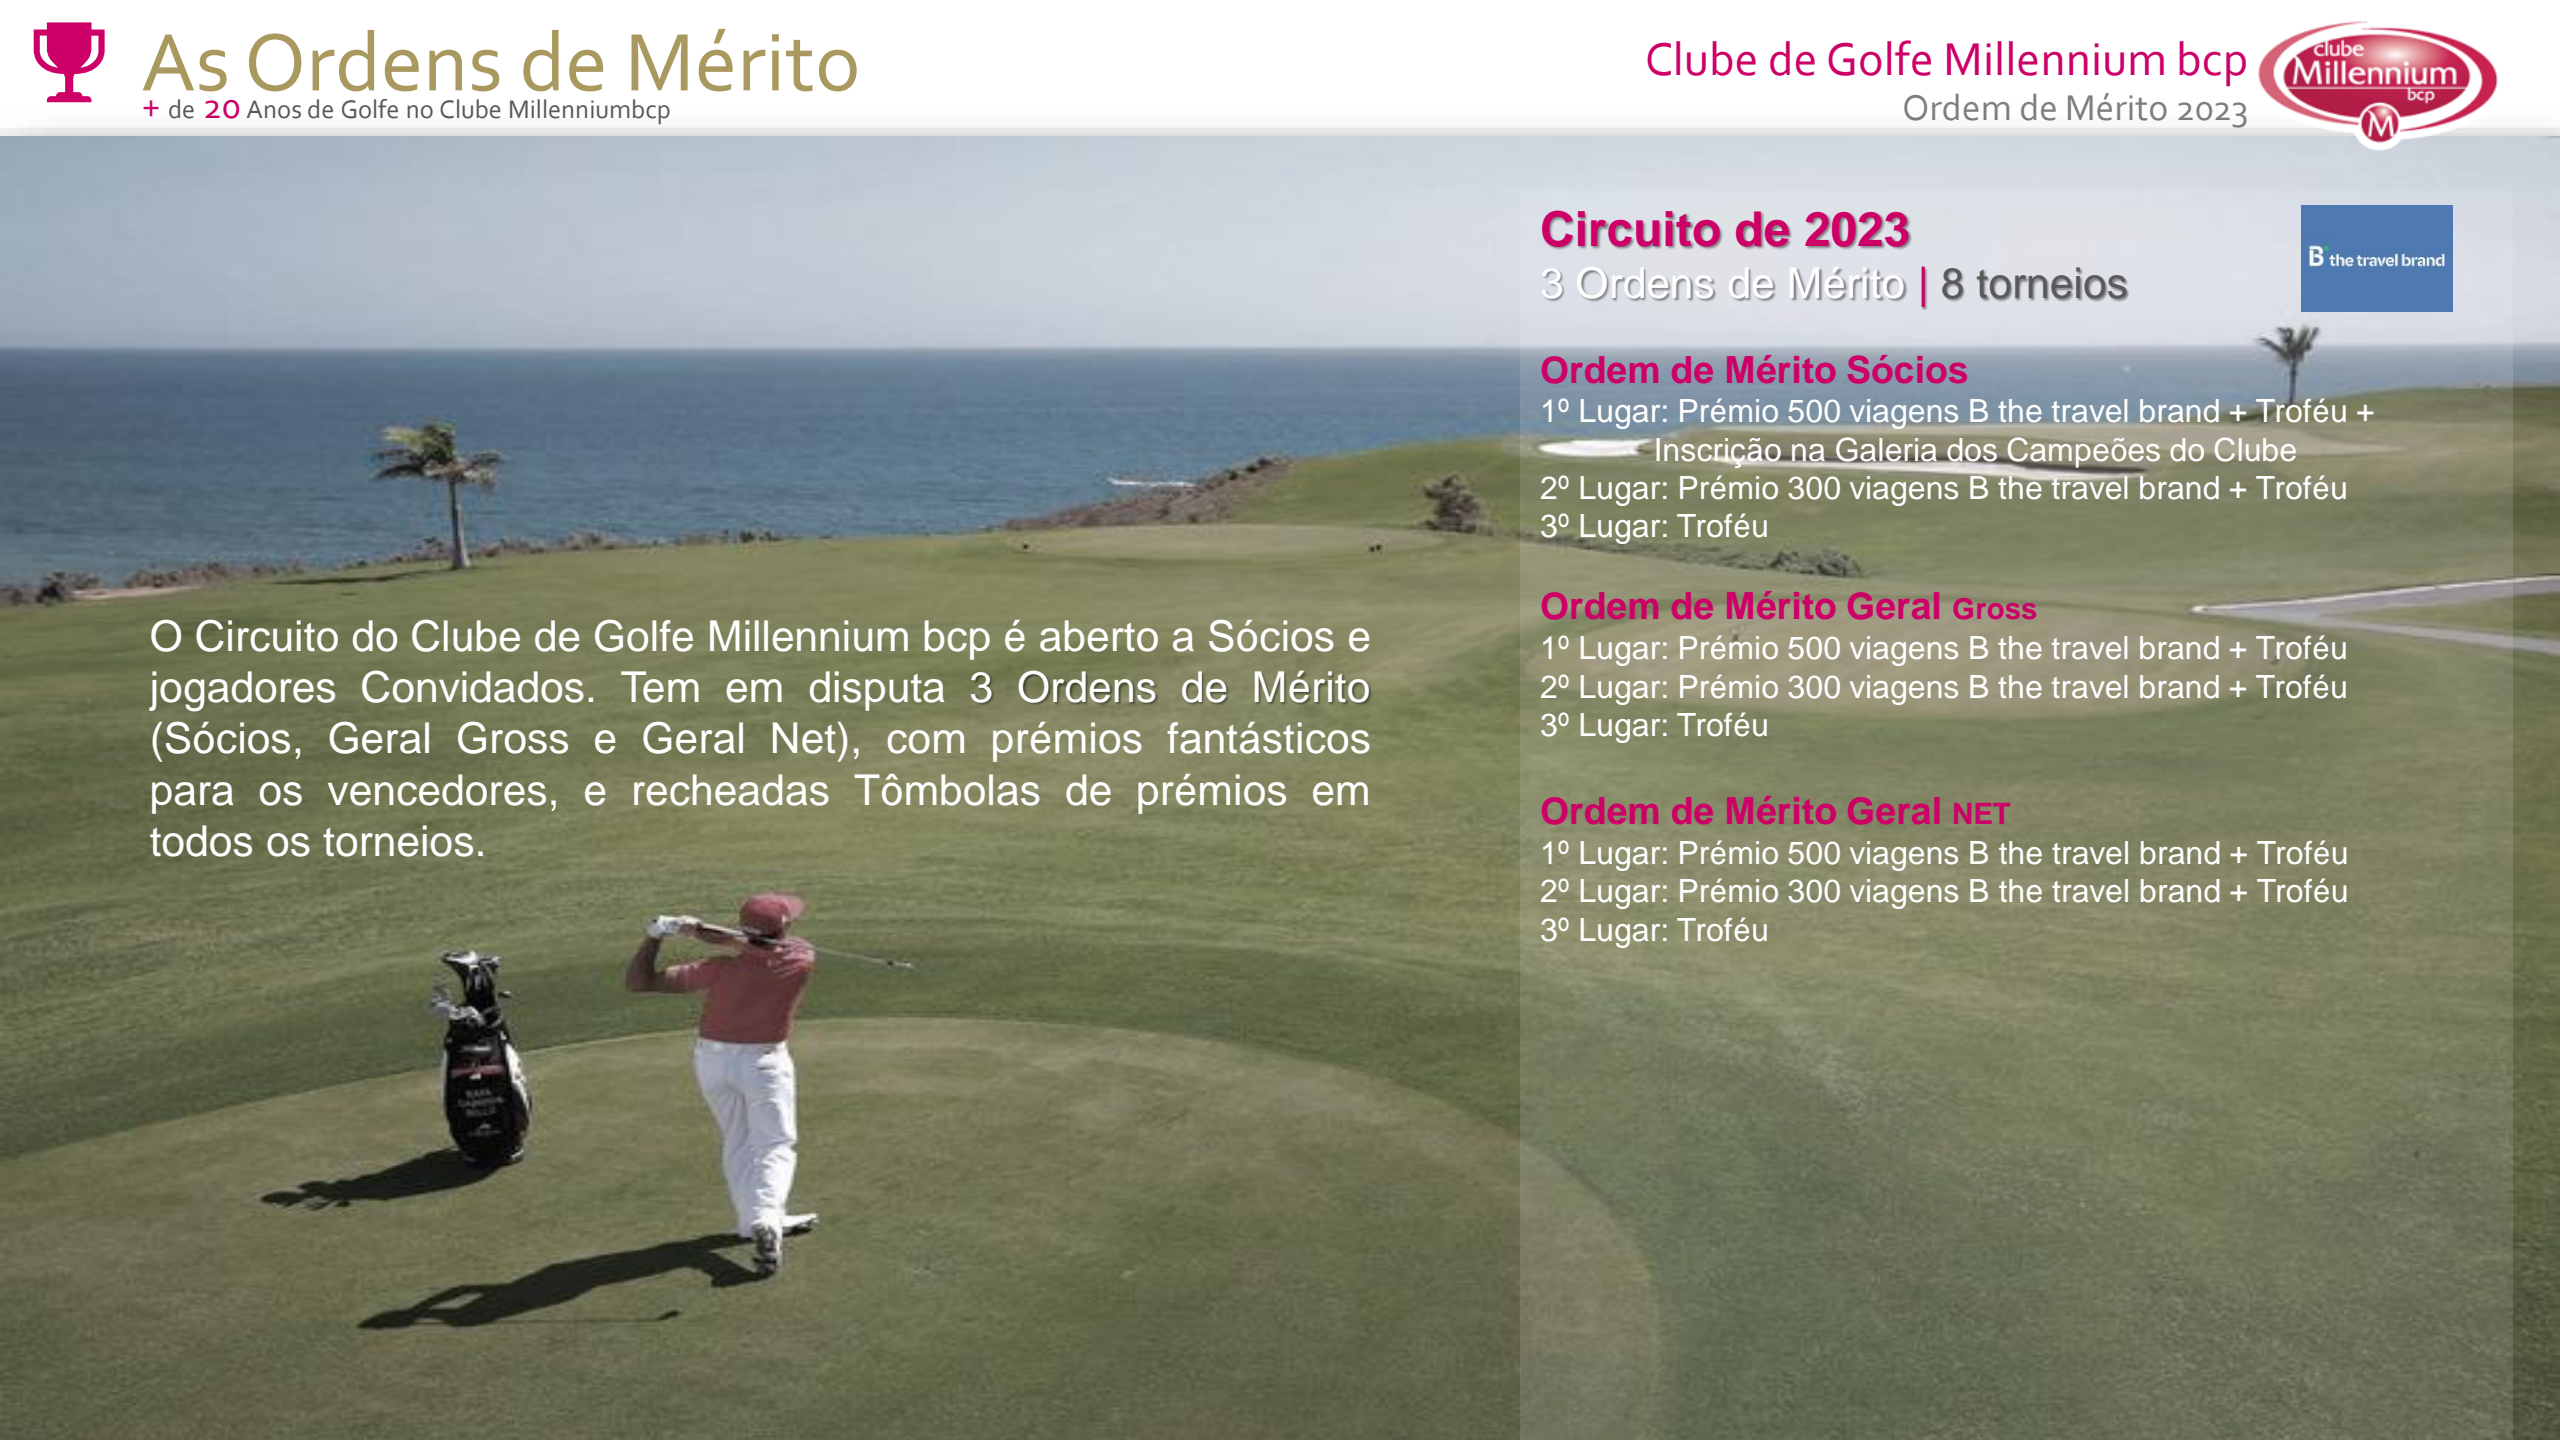 As Ordens de Mérito
+ de 20 Anos de Golfe no Clube Millenniumbcp
Clube de Golfe Millennium bcp
Ordem de Mérito 2023
clube
Millennium
bcp
M
Circuito de 2023
3 Ordens de Mérito | 8 torneios
B the travel brand
Ordem de Mérito Sócios
1º Lugar: Prémio 500 viagens B the travel brand + Troféu +
Inscrição na Galeria dos Campeões do Clube
2º Lugar: Prémio 300 viagens B the travel brand + Troféu
3º Lugar: Troféu
Ordem de Mérito Geral Gross
1º Lugar: Prémio 500 viagens B the travel brand + Troféu
2º Lugar: Prémio 300 viagens B the travel brand + Troféu
3º Lugar: Troféu
Ordem de Mérito Geral NET
1º Lugar: Prémio 500 viagens B the travel brand + Troféu
2º Lugar: Prémio 300 viagens B the travel brand + Troféu
3º Lugar: Troféu
O Circuito do Clube de Golfe Millennium bcp é aberto a Sócios e
jogadores Convidados. Tem em disputa 3 Ordens de Mérito
(Sócios, Geral Gross e Geral Net), com prémios fantásticos
para os vencedores, e recheadas Tômbolas de prémios em
todos os torneios.